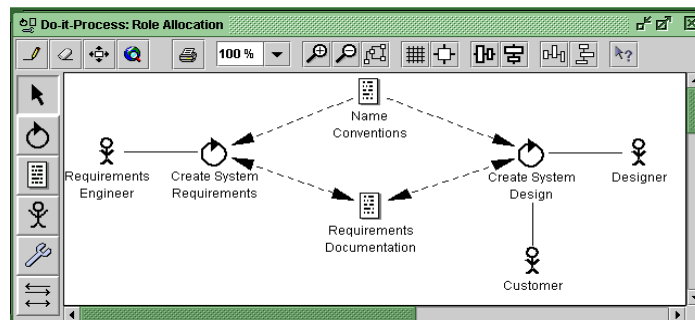 Do-it-Process: Role Allocation
100 %
Name
Conventions
Requirements
Engineer
Create System
Requirements
Create System
Design
Designer
Requirements
Documentation
Customer